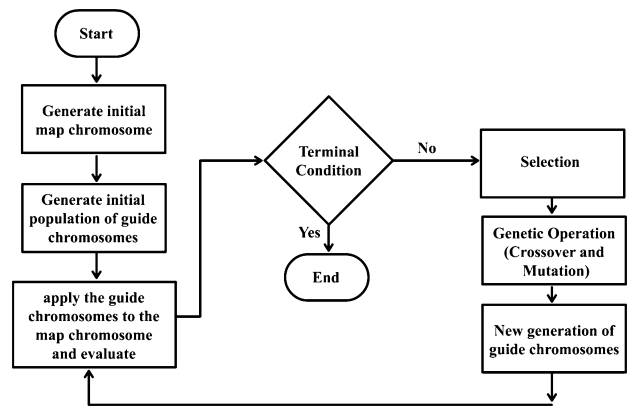 Start
Generate initial
map chromosome
Generate initial
population of guide
chromosomes
apply the guide
chromosomes to the
map chromosome
and evaluate
Terminal
Condition
Yes
End
No
Selection
Genetic Operation
(Crossover and
Mutation)
New generation of
guide chromosomes